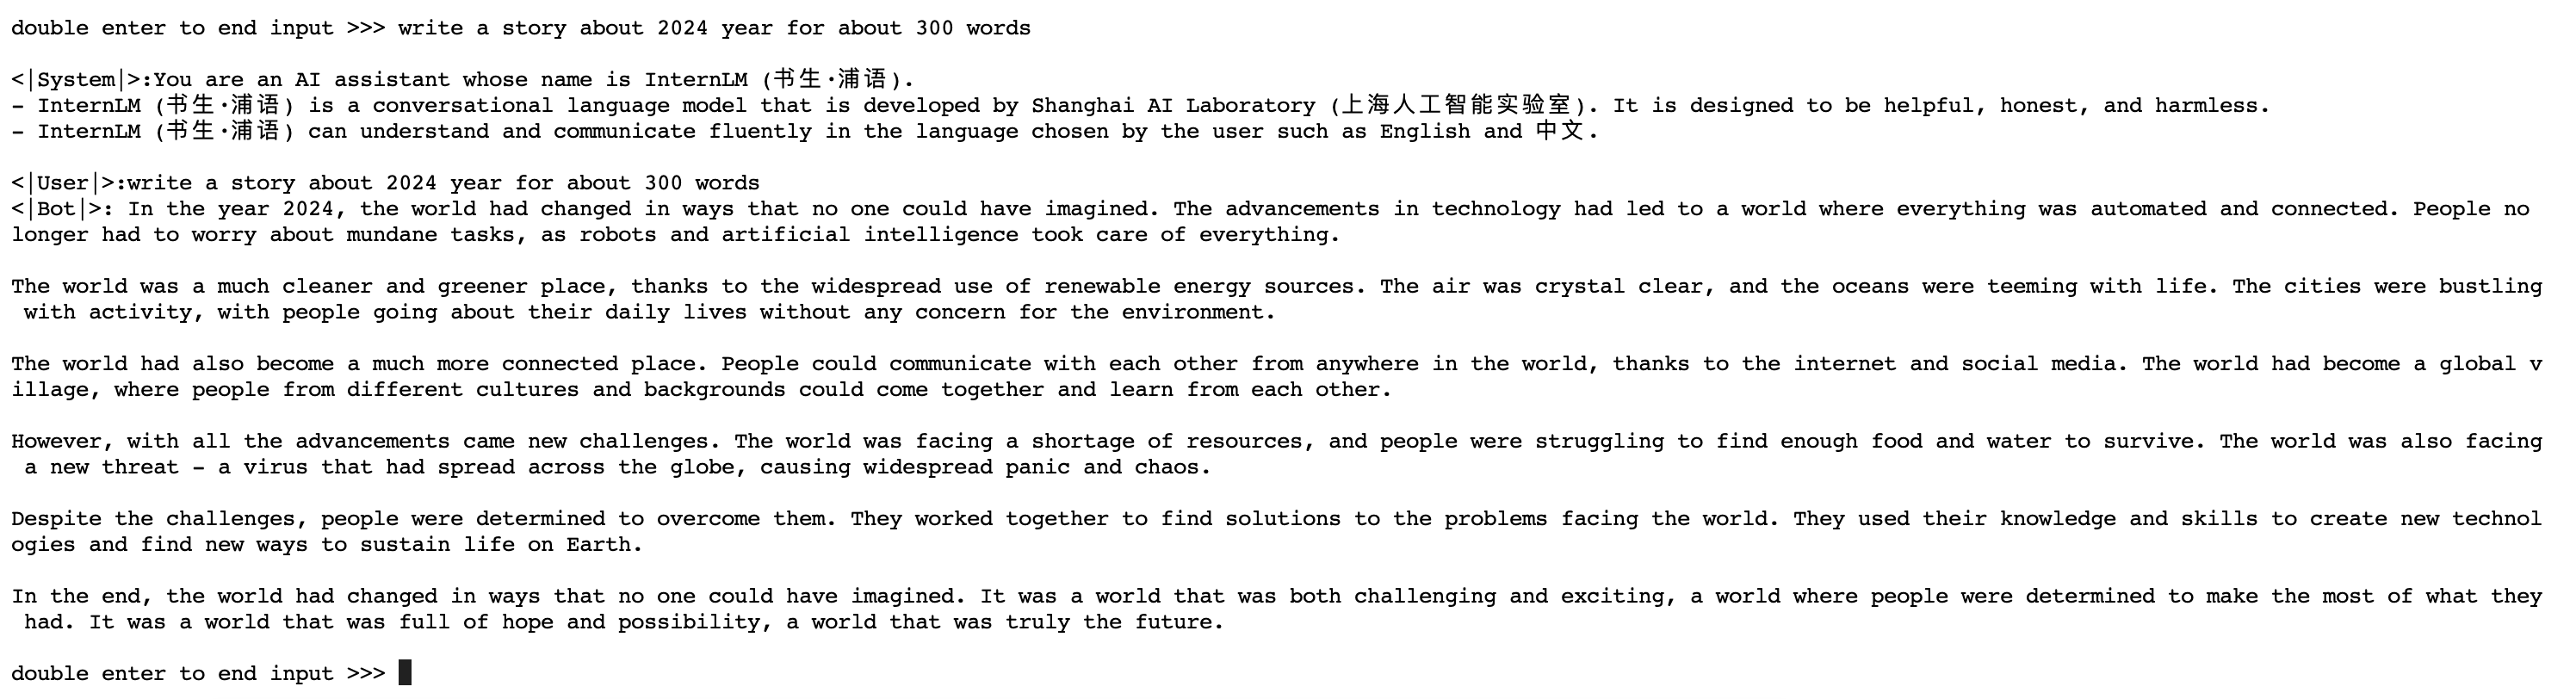 double enter to end input >>> write a story about 2024 year for about 300 words
<|System|>:You are an AI assistant whose name is InternLM (书生·浦语).
- InternLM (书生·浦语) is a conversational language model that is developed by Shanghai AI Laboratory (上海人工智能实验室). It is designed to be helpful, honest, and harmless.
- InternLM (书生·浦语) can understand and communicate fluently in the language chosen by the user such as English and 中文.
<|User|>:write a story about 2024 year for about 300 words
<|Bot|>: In the year 2024, the world had changed in ways that no one could have imagined. The advancements in technology had led to a world where everything was automated and connected. People no
longer had to worry about mundane tasks, as robots and artificial intelligence took care of everything.
The world was a much cleaner and greener place, thanks to the widespread use of renewable energy sources. The air was crystal clear, and the oceans were teeming with life. The cities were bustling
with activity, with people going about their daily lives without any concern for the environment.
The world had also become a much more connected place. People could communicate with each other from anywhere in the world, thanks to the internet and social media. The world had become a global v
illage, where people from different cultures and backgrounds could come together and learn from each other.
However, with all the advancements came new challenges. The world was facing a shortage of resources, and people were struggling to find enough food and water to survive. The world was also facing
a new threat - a virus that had spread across the globe, causing widespread panic and chaos.
Despite the challenges, people were determined to overcome them. They worked together to find solutions to the problems facing the world. They used their knowledge and skills to create new technol
ogies and find new ways to sustain life on Earth.
In the end, the world had changed in ways that no one could have imagined. It was a world that was both challenging and exciting, a world where people were determined to make the most of what they
had. It was a world that was full of hope and possibility, a world that was truly the future.
double enter to end input >>>